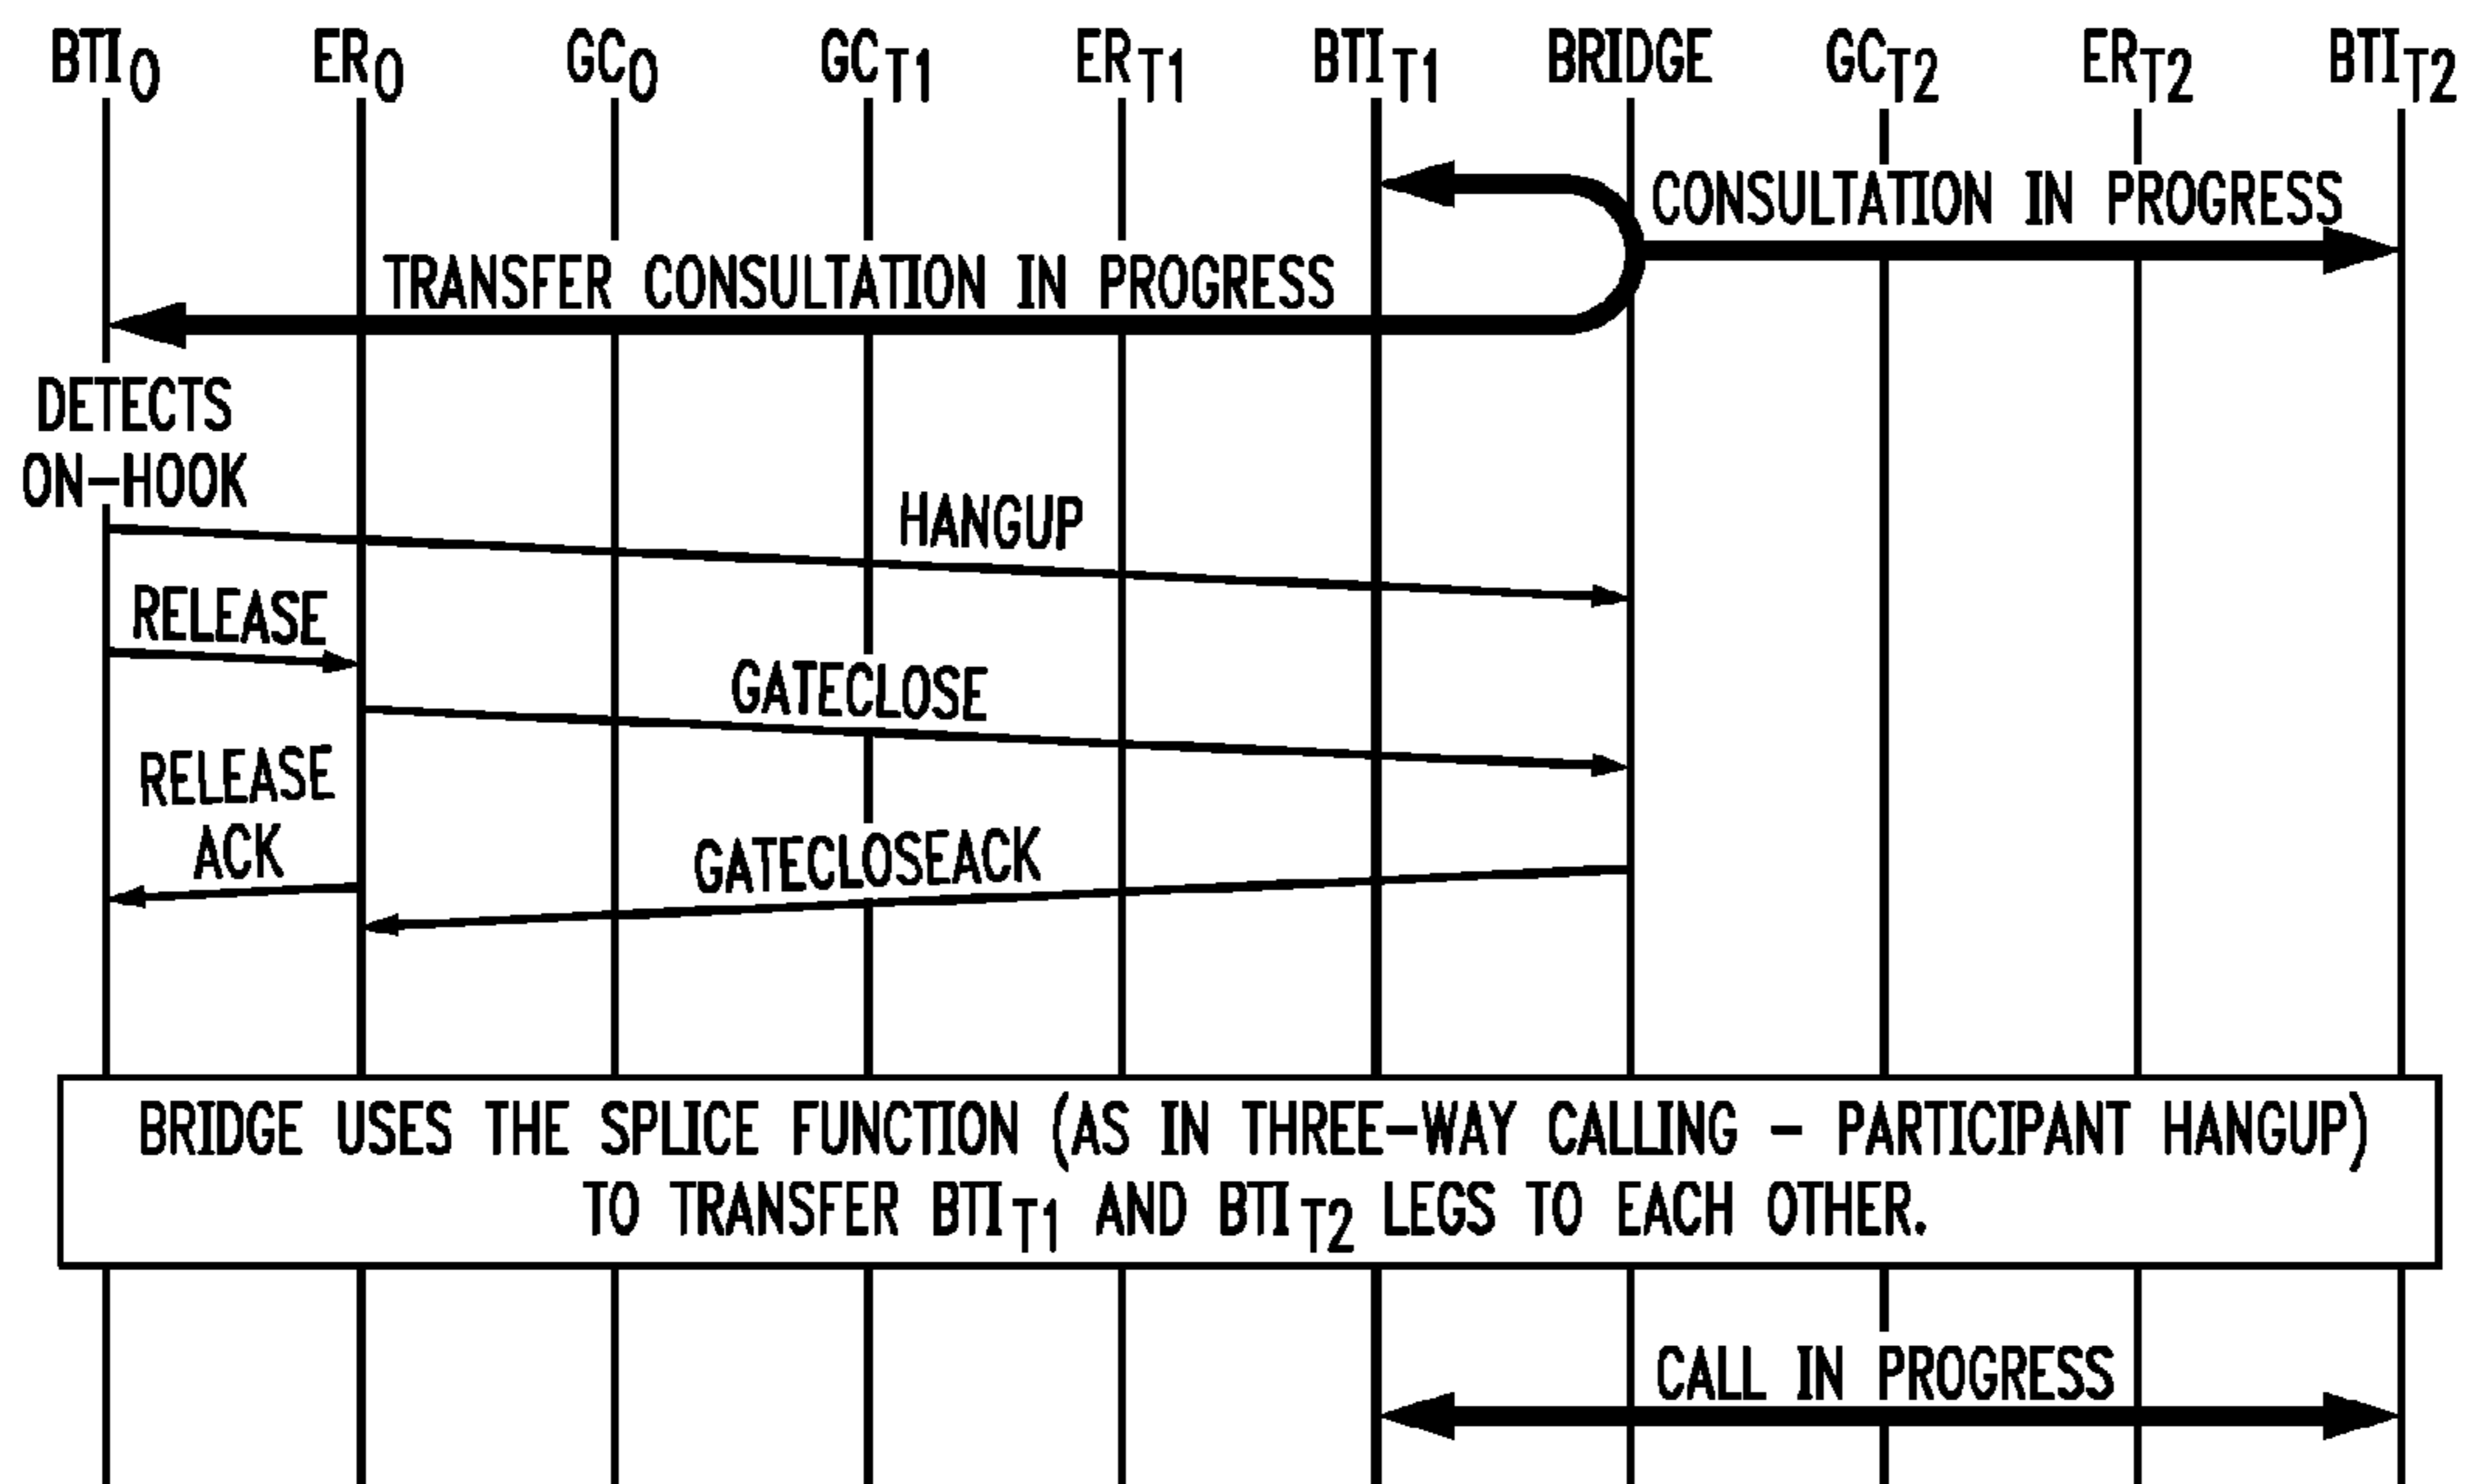 BTIO ERO GCO GCT1 ERT1 BTIT1 BRIDGE GCT2 ERT2 BTIT2
CONSULTATION IN PROGRESS
TRANSFER CONSULTATION IN PROGRESS
DETECTS
ON-HOOK
HANGUP
RELEASE
GATECLOSE
RELEASE
ACK
GATECLOSEACK
BRIDGE USES THE SPLICE FUNCTION (AS IN THREE-WAY CALLING - PARTICIPANT HANGUP)
TO TRANSFER BTIT1 AND BTIT2 LEGS TO EACH OTHER.
CALL IN PROGRESS